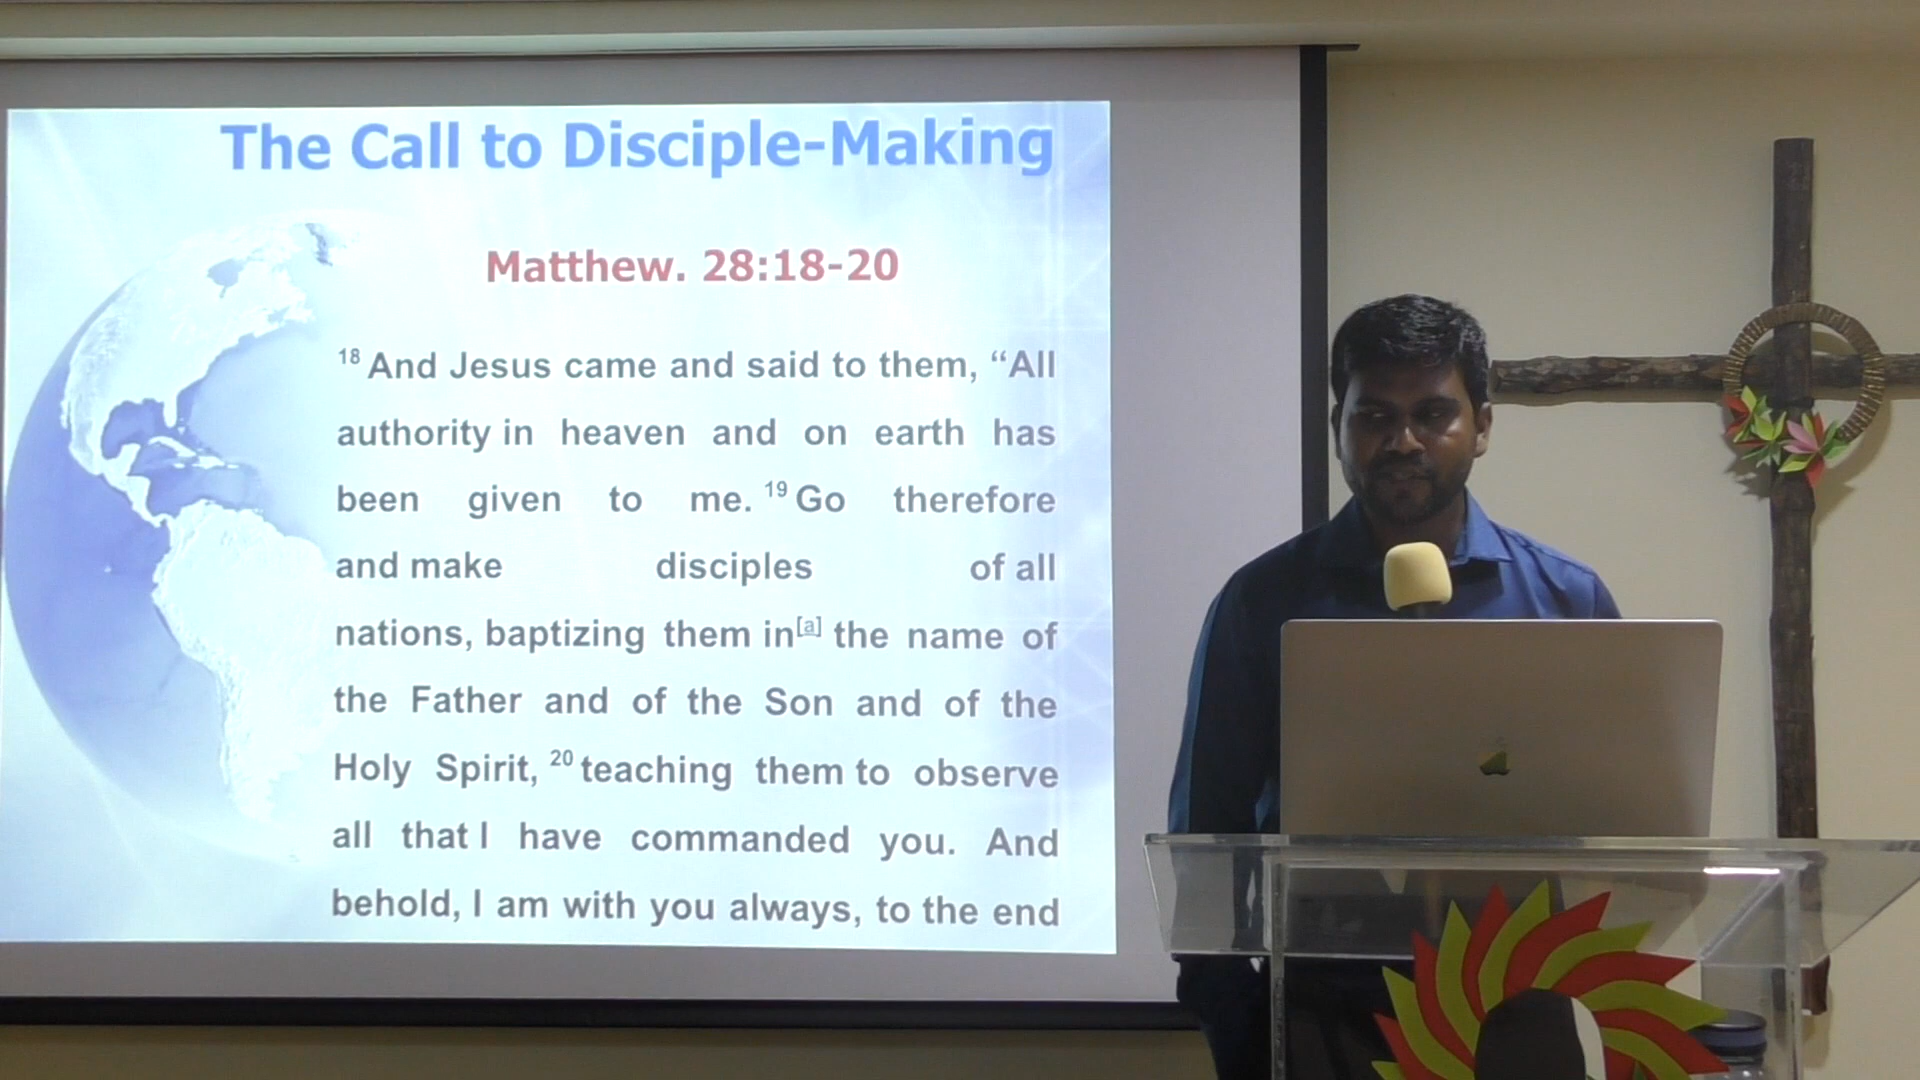 The Call to Disciple-Making
Matthew. 28:18-20
18 And Jesus came and said to them, “All
authority in heaven and on earth has
been given to me. 19 Go therefore
and make disciples of all
nations, baptizing them in[a] the name of
the Father and of the Son and of the
Holy Spirit, 20 teaching them to observe
all that I have commanded you. And
behold, I am with you always, to the end